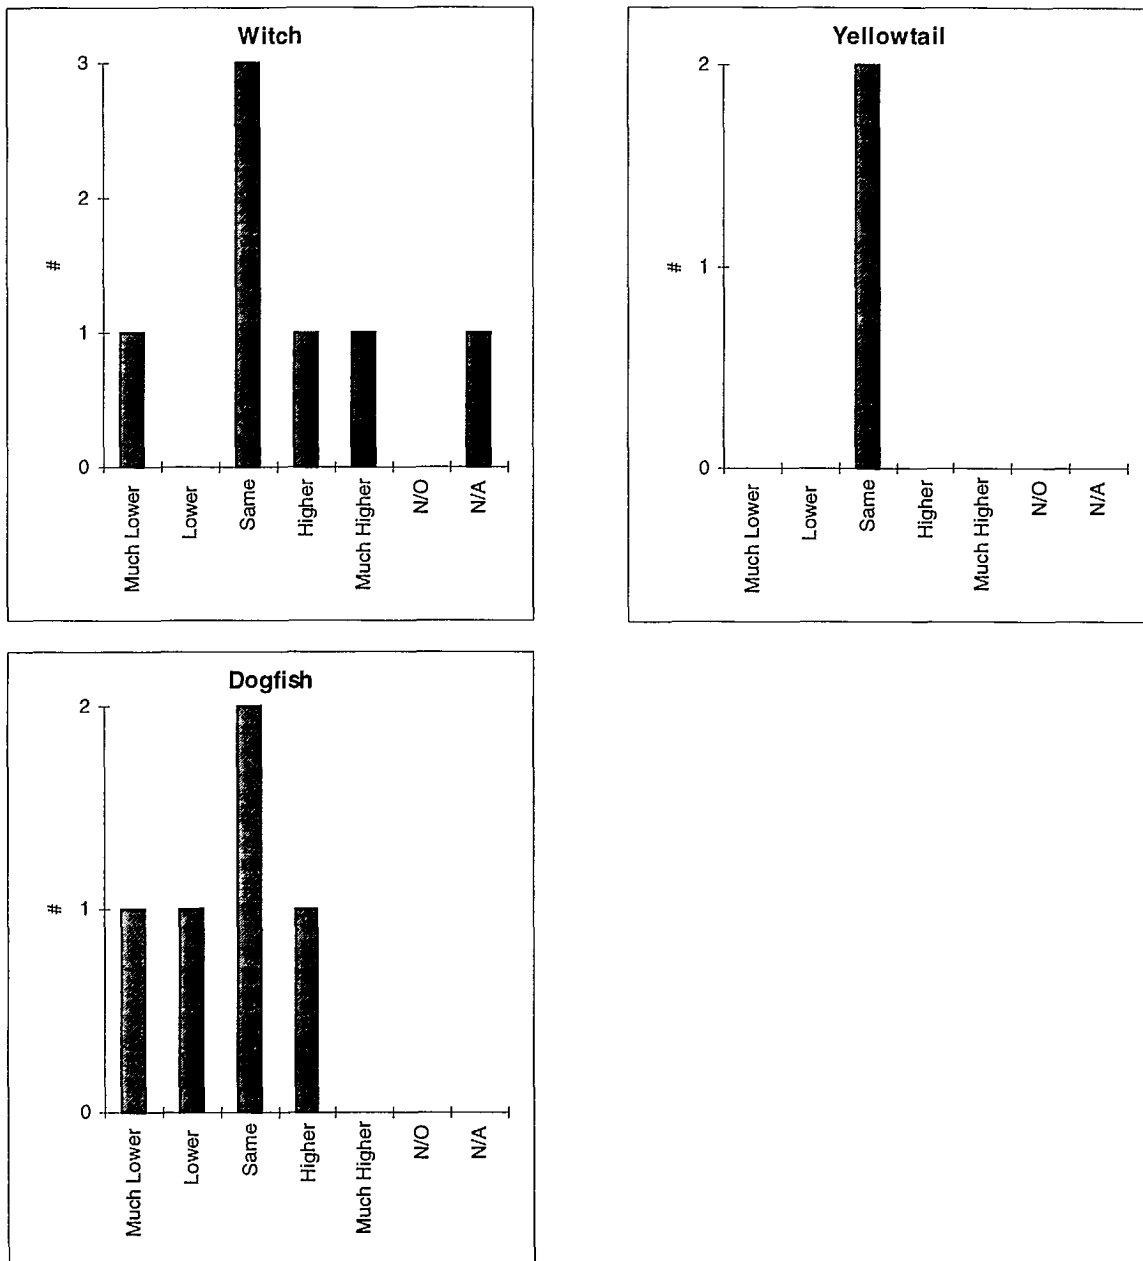 Witch
3
2
#
1
0
Much Lower
Lower
Same
Higher
Much Higher
N/O
N/A
Yellowtail
2
#
1
0
Much Lower
Lower
Same
Higher
Much Higher
N/O
N/A
Dogfish
2
#
1
0
Much Lower
Lower
Same
Higher
Much Higher
N/O
N/A